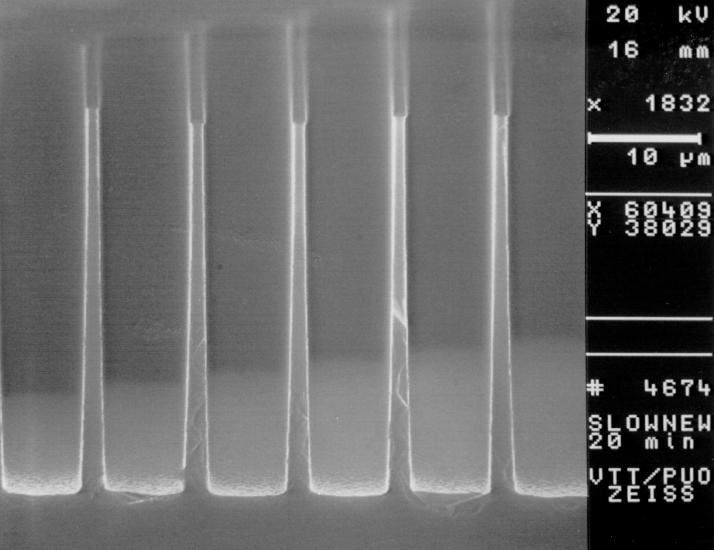 20 kV
16 mm
x 1832
10 µm
X 60409
Y 38029
# 4674
SLOWNEW
20 min
VTT/PUO
ZEISS